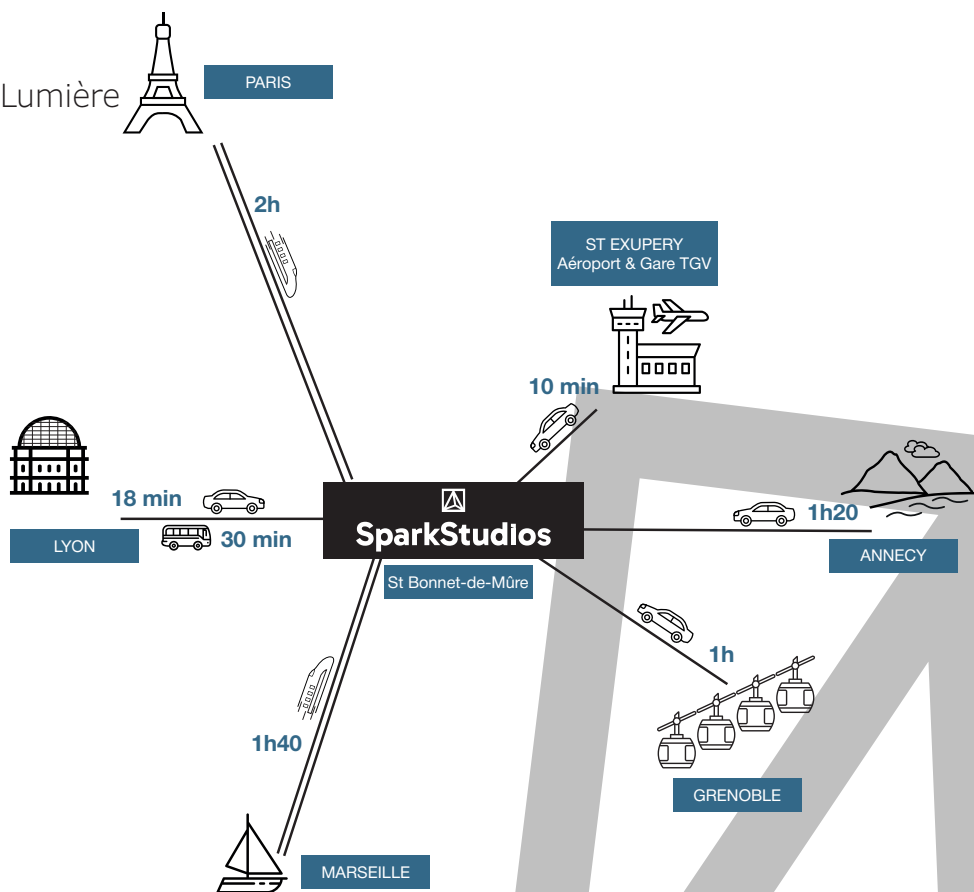 Lumière
PARIS
2h
ST EXUPERY
Aéroport & Gare TGV
10 min
18 min
30 min
LYON
SparkStudios
St Bonnet-de-Mûre
1h20
ANNECY
1h
GRENOBLE
1h40
MARSEILLE